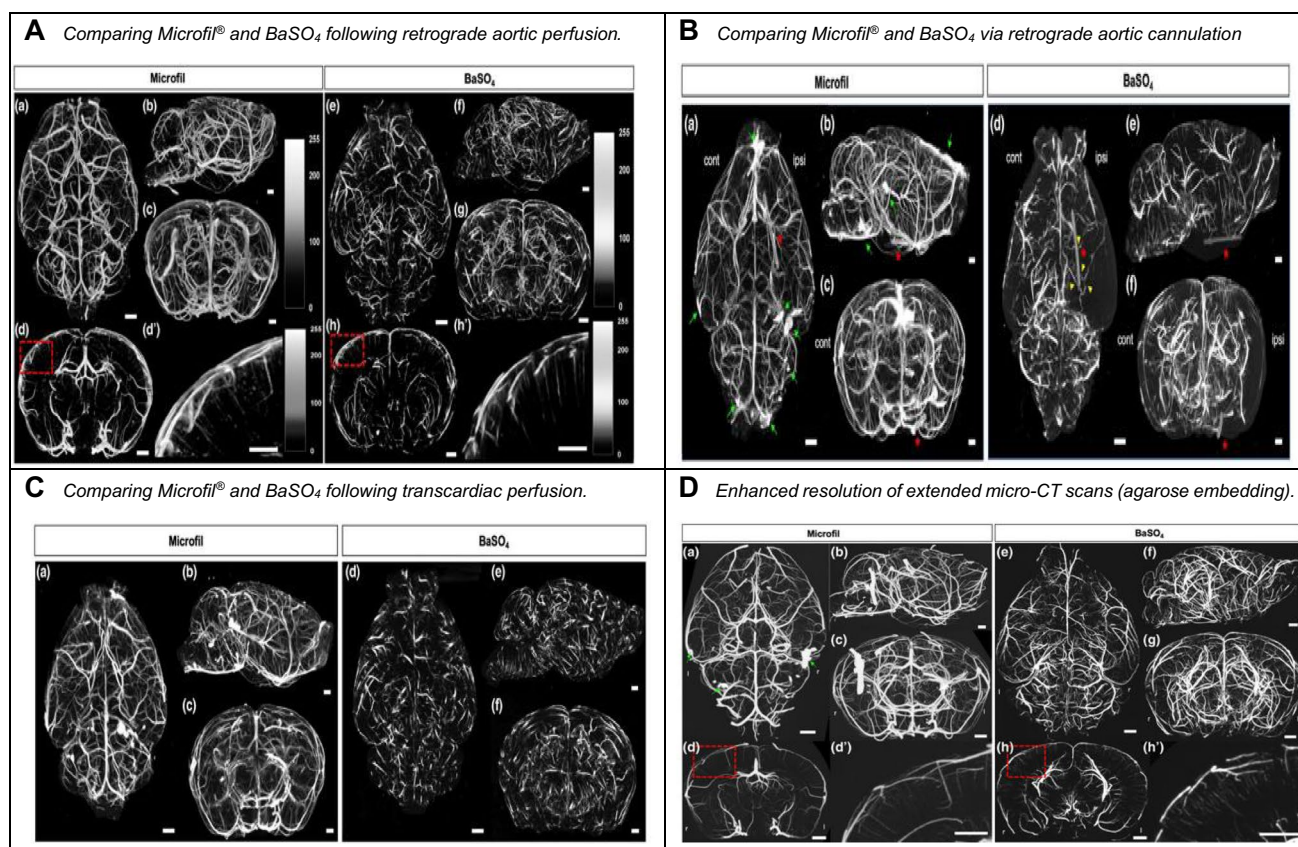 A Comparing Microfil® and BaSO₄ following retrograde aortic perfusion.
Microfil BaSO₄
(a) (b) (e) (f)
255 255
(c) (g)
100 100
0 0
(d) (d') (h) (h')
255 255
200 200
100 100
0 0
B Comparing Microfil® and BaSO₄ via retrograde aortic cannulation
Microfil BaSO₄
(a) (b) (d) (e)
cont ipsi cont ipsi
(c) (f)
cont ipsi
C Comparing Microfil® and BaSO₄ following transcardiac perfusion.
Microfil BaSO₄
(a) (b) (d) (e)
(c) (f)
D Enhanced resolution of extended micro-CT scans (agarose embedding).
Microfil BaSO₄
(a) (b) (e) (f)
(c) (g)
(d) (d') (h) (h')